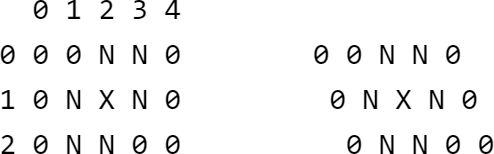 0 1 2 3 4
0 0 0 N N 0        0 0 N N 0
1 0 N X N 0         0 N X N 0
2 0 N N 0 0          0 N N 0 0